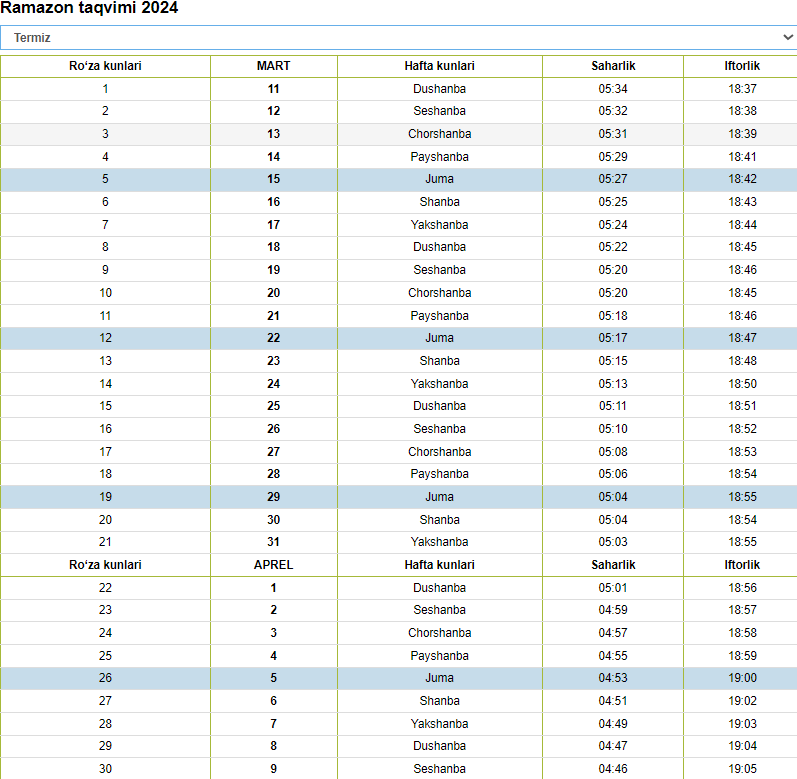 Ramazon taqvimi 2024
Termiz
Roʻza kunlari MART Hafta kunlari Saharlik Iftorlik
1 11 Dushanba 05:34 18:37
2 12 Seshanba 05:32 18:38
3 13 Chorshanba 05:31 18:39
4 14 Payshanba 05:29 18:41
5 15 Juma 05:27 18:42
6 16 Shanba 05:25 18:43
7 17 Yakshanba 05:24 18:44
8 18 Dushanba 05:22 18:45
9 19 Seshanba 05:20 18:46
10 20 Chorshanba 05:20 18:45
11 21 Payshanba 05:18 18:46
12 22 Juma 05:17 18:47
13 23 Shanba 05:15 18:48
14 24 Yakshanba 05:13 18:50
15 25 Dushanba 05:11 18:51
16 26 Seshanba 05:10 18:52
17 27 Chorshanba 05:08 18:53
18 28 Payshanba 05:06 18:54
19 29 Juma 05:04 18:55
20 30 Shanba 05:04 18:54
21 31 Yakshanba 05:03 18:55
Roʻza kunlari APREL Hafta kunlari Saharlik Iftorlik
22 1 Dushanba 05:01 18:56
23 2 Seshanba 04:59 18:57
24 3 Chorshanba 04:57 18:58
25 4 Payshanba 04:55 18:59
26 5 Juma 04:53 19:00
27 6 Shanba 04:51 19:02
28 7 Yakshanba 04:49 19:03
29 8 Dushanba 04:47 19:04
30 9 Seshanba 04:46 19:05